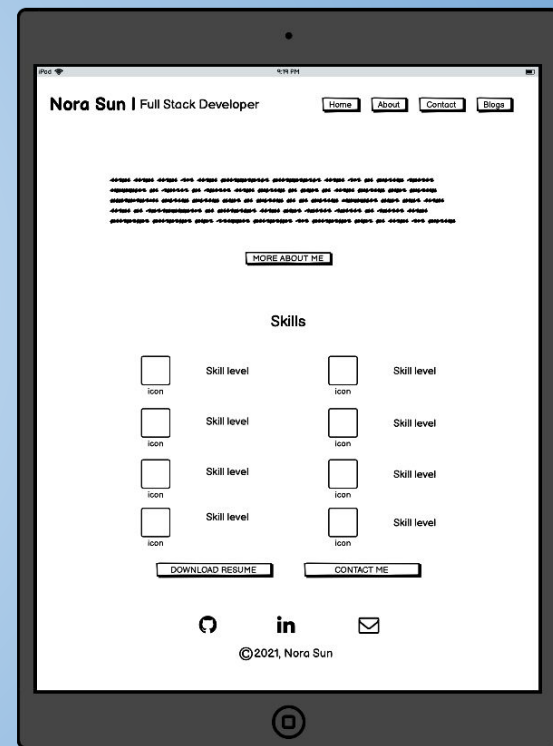 iPad 9:19 PM
Nora Sun | Full Stack Developer Home About Contact Blogs
MORE ABOUT ME
Skills
Skill level Skill level
icon icon
Skill level Skill level
icon icon
Skill level Skill level
icon icon
Skill level Skill level
icon icon
DOWNLOAD RESUME CONTACT ME
in
©2021, Nora Sun